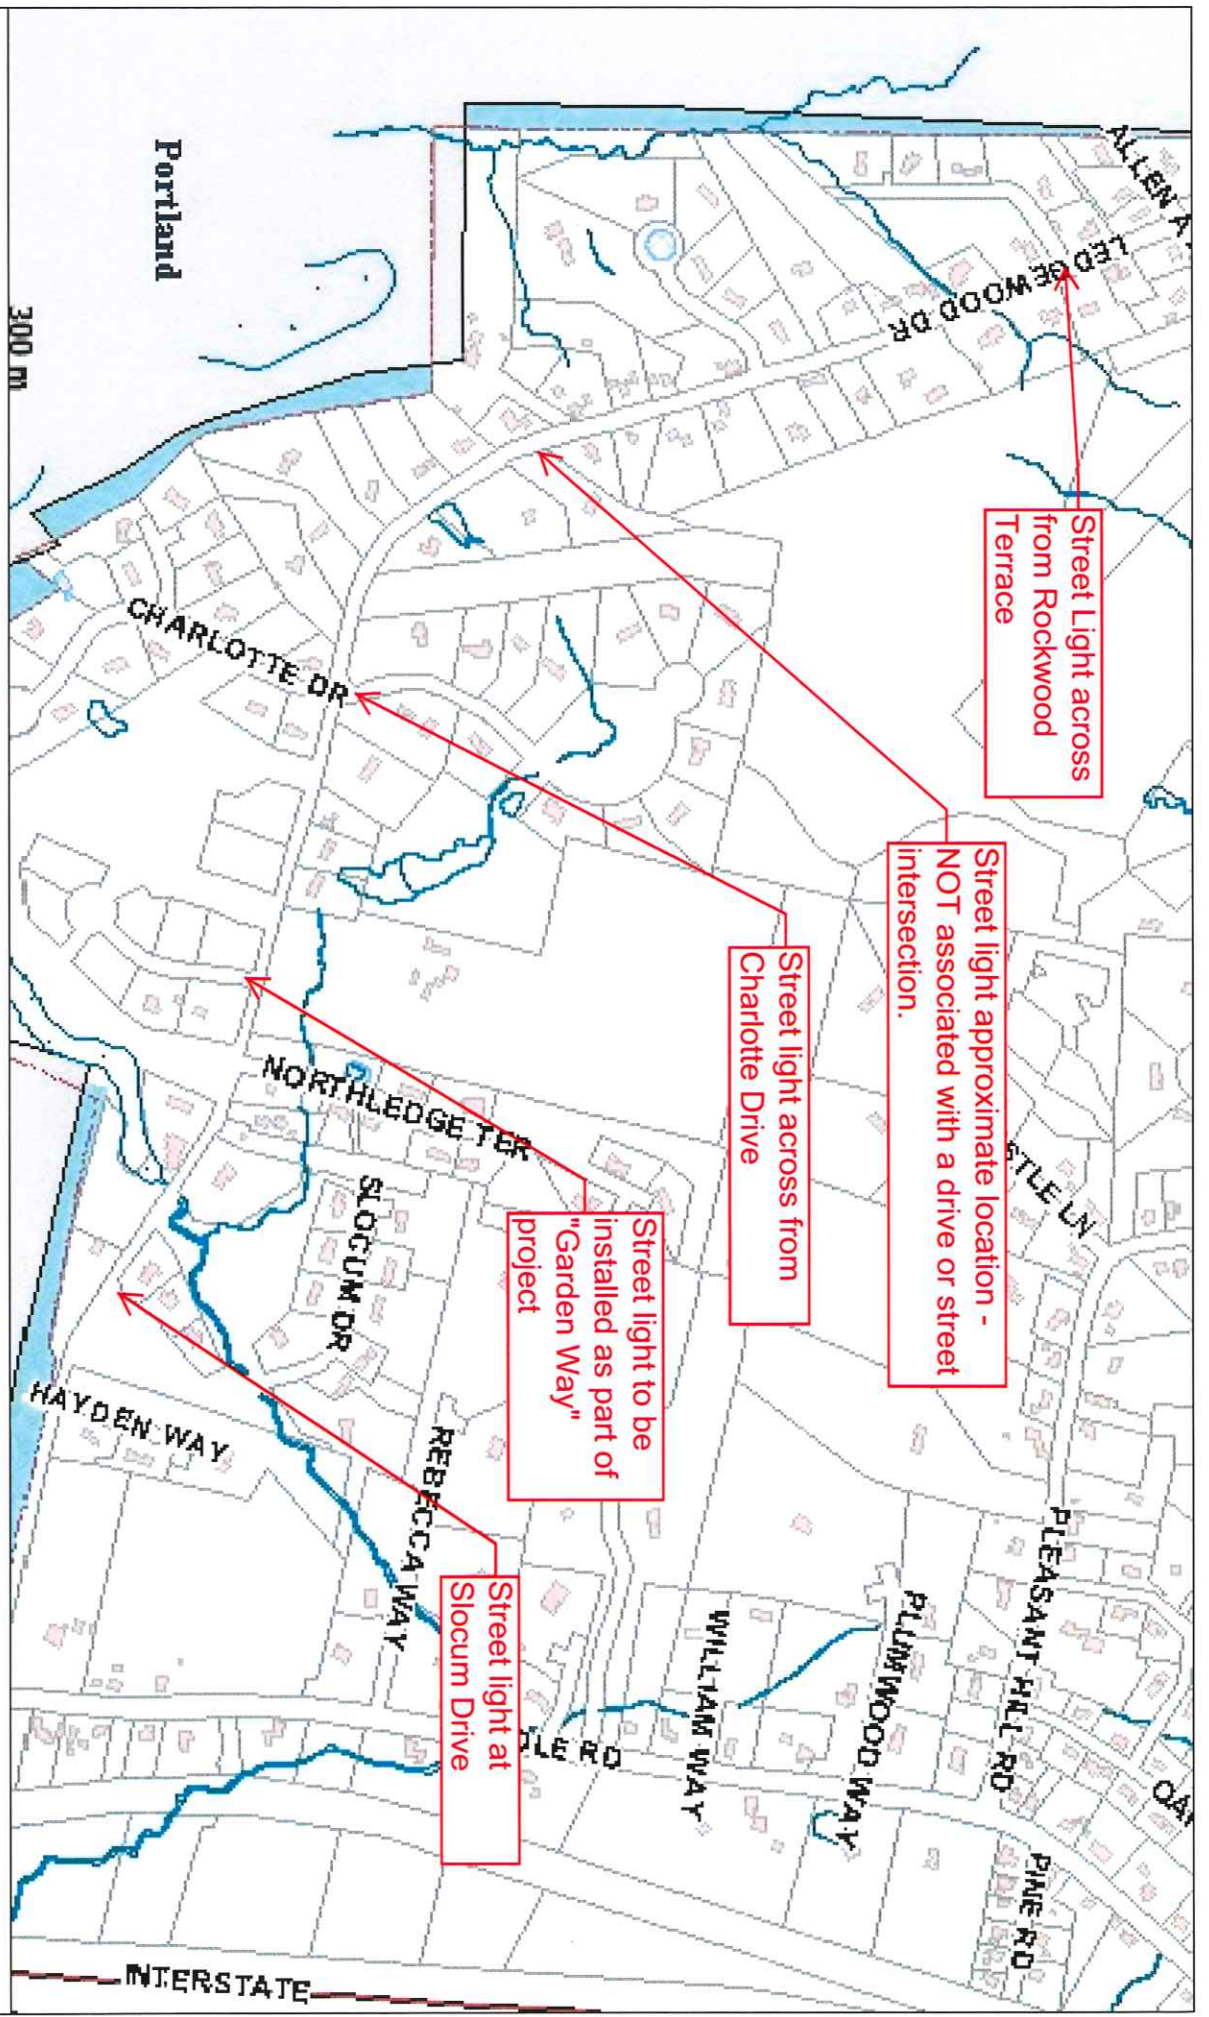 ALLEN A
LEDGEWOOD DR
Street Light across
from Rockwood
Terrace
Street light approximate location -
NOT associated with a drive or street
intersection.
Street light across from
Charlotte Drive
Street light to be
installed as part of
"Garden Way"
project
Street light at
Slocum Drive
Portland
300 m
CHARLOTTE DR
NORTHLEDGE TER
SLOCUM DR
HAYDEN WAY
REBECCA WAY
STLE LN
PLEASANT HILL RD
PLUMWOOD WAY
WILLIAM WAY
DLE RD
PINE RD
OA
INTERSTATE